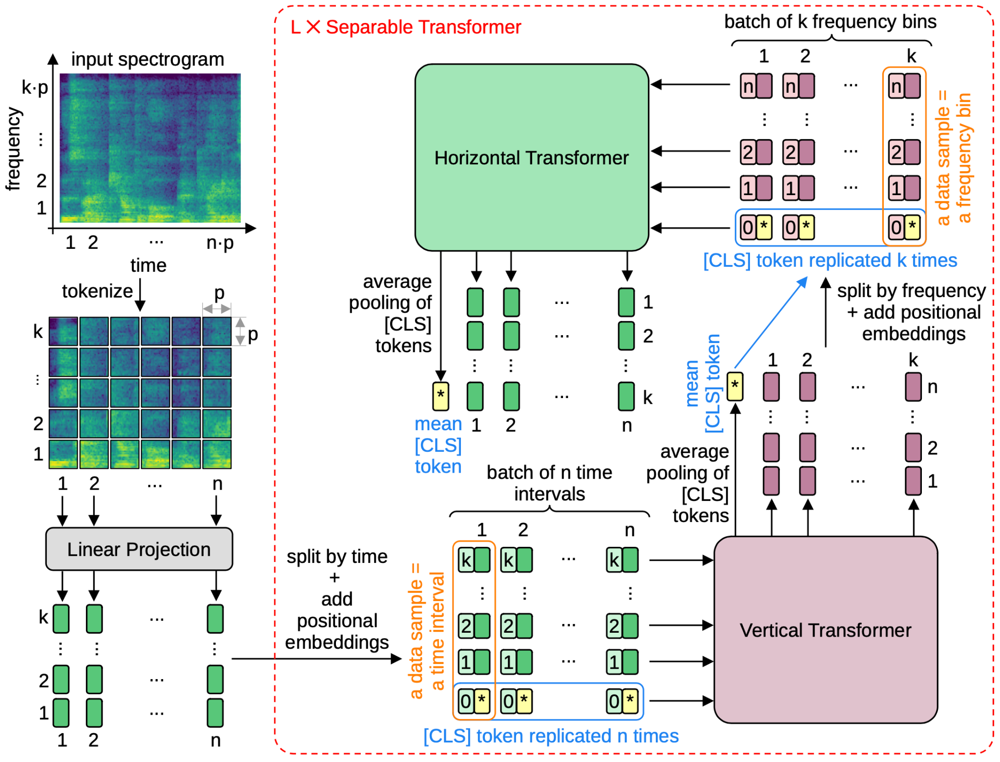 L × Separable Transformer
input spectrogram
frequency
k·p
⋮
2
1
1 2 ... n·p
time
tokenize
p
p
k
⋮
2
1
1 2 ... n
Linear Projection
k ...
⋮ ⋮ ⋮
2 ...
1 ...
1 2 n
split by time
+
add
positional
embeddings
batch of n time
intervals
1 2 n
a data sample =
a time interval
k k ... k
⋮ ⋮ ⋮
2 2 ... 2
1 1 ... 1
0 * 0 * 0 *
[CLS] token replicated n times
Vertical Transformer
average
pooling of
[CLS]
tokens
mean
[CLS] token
*
1 2 k
... n
⋮ ⋮ ⋮
... 2
... 1
split by frequency
+ add positional
embeddings
batch of k frequency bins
1 2 ... k
n n ... n
⋮ ⋮ ⋮
2 2 ... 2
1 1 ... 1
0 * 0 * 0 *
a data sample =
a frequency bin
[CLS] token replicated k times
Horizontal Transformer
average
pooling of
[CLS]
tokens
*
mean
[CLS]
token
... 1
... 2
⋮ ⋮ ⋮
... k
1 2 n